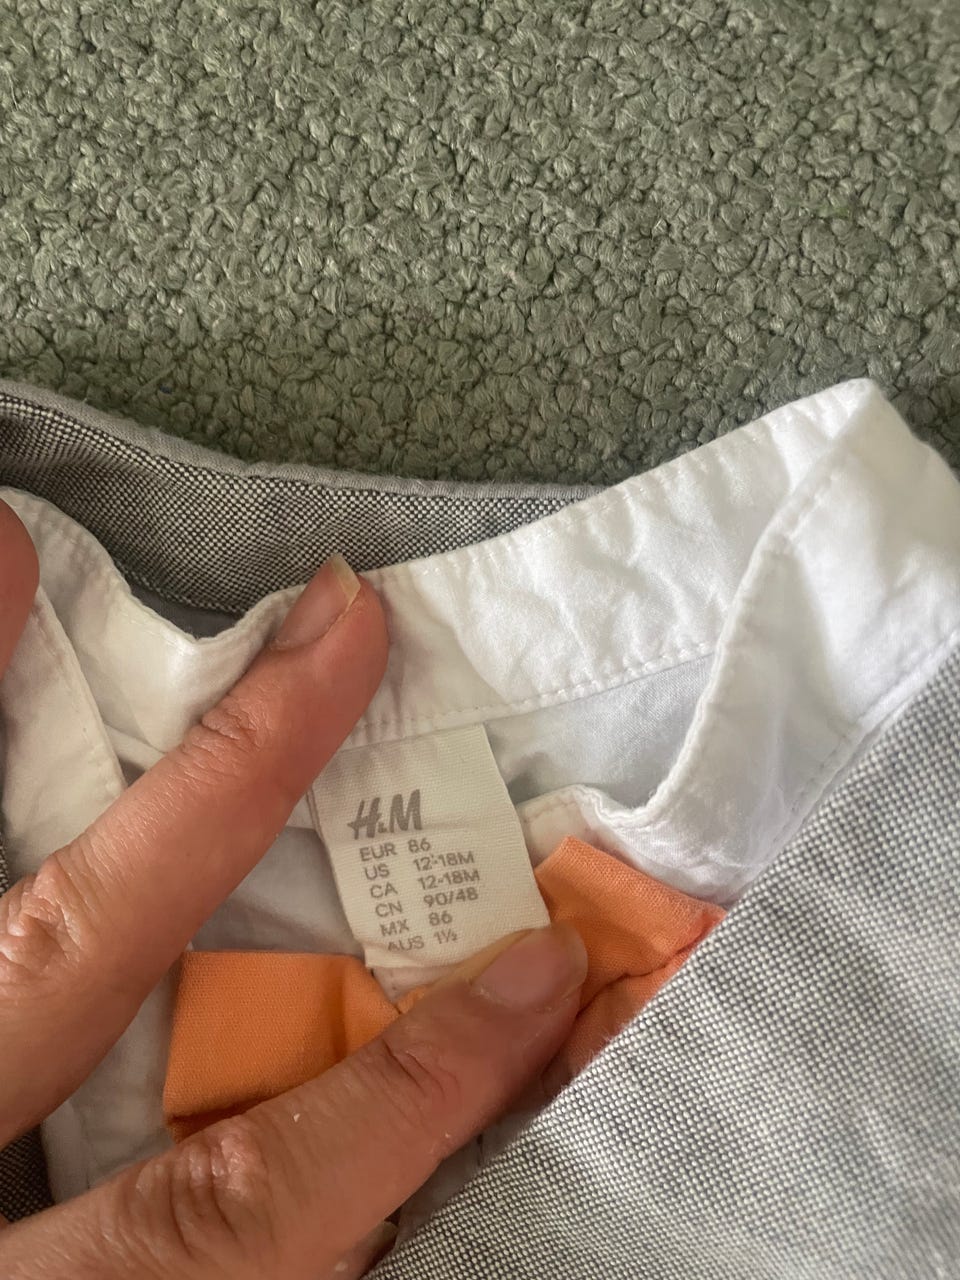 H&M
EUR 86
US 12-18M
CA 12-18M
CN 90/48
MX 86
AUS 1½